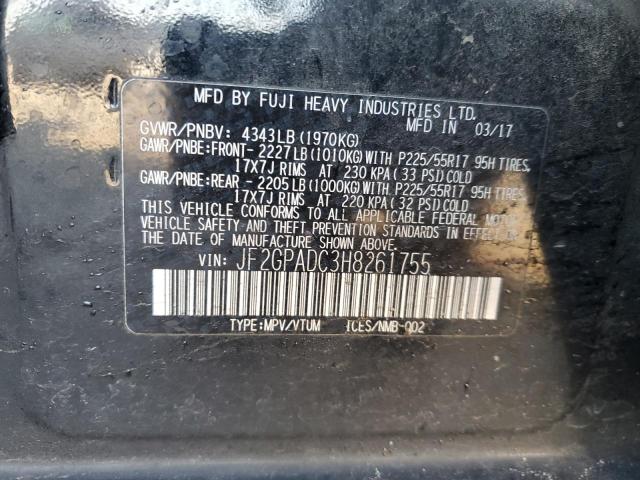 MFD BY FUJI HEAVY INDUSTRIES LTD.
MFD IN 03/17
GVWR/PNBV: 4343LB(1970KG)
GAWR/PNBE:FRONT-2227LB(1010KG)WITH P225/55R17 95H TIRES,
17X7J RIMS AT 230 KPA(33 PSI)COLD
GAWR/PNBE:REAR -2205LB(1000KG)WITH P225/55R17 95H TIRES,
17X7J RIMS AT 220 KPA(32 PSI)COLD
THIS VEHICLE CONFORMS TO ALL APPLICABLE FEDERAL MOTOR
VEHICLE SAFETY AND THEFT PREVENTION STANDARDS IN EFFECT ON
THE DATE OF MANUFACTURE SHOWN ABOVE.
VIN: JF2GPADC3H8261755
TYPE:MPV/VTUM ICES/NMB-002